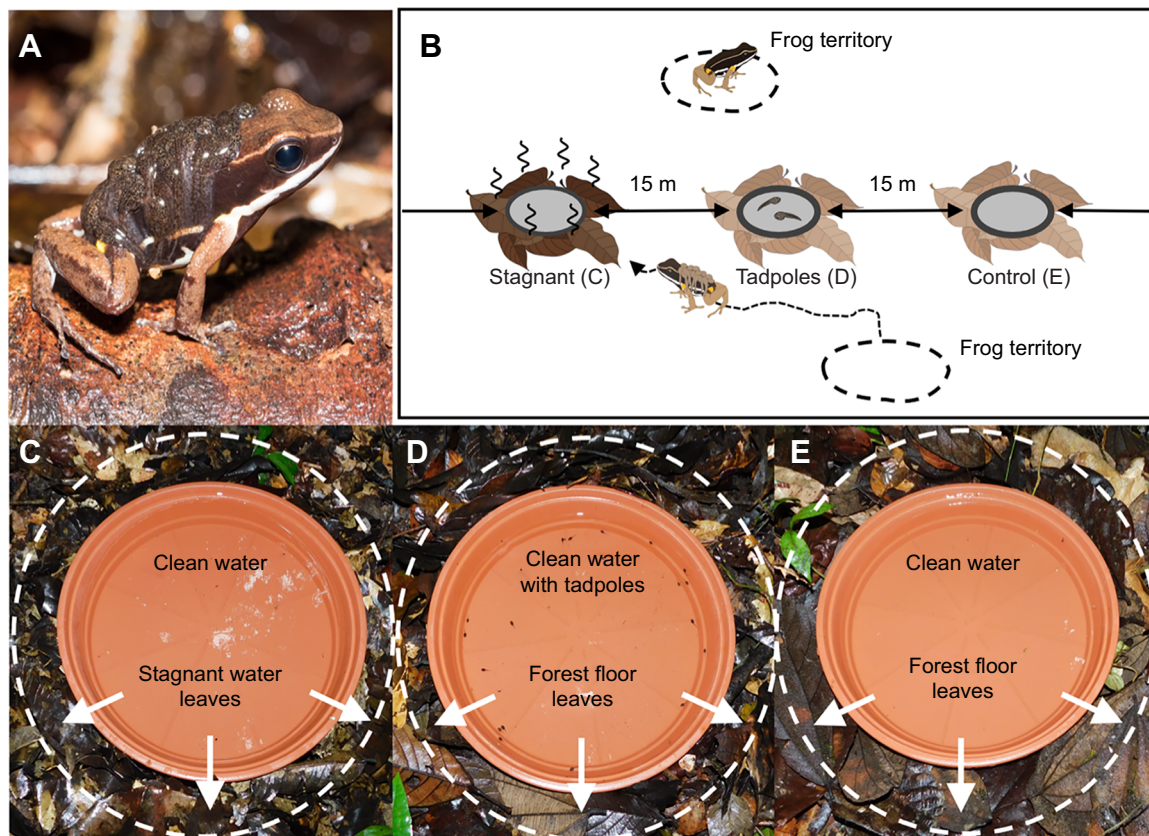 A
B
Frog territory
15 m
15 m
Stagnant (C)
Tadpoles (D)
Control (E)
Frog territory
C
Clean water
Stagnant water
leaves
D
Clean water
with tadpoles
Forest floor
leaves
E
Clean water
Forest floor
leaves